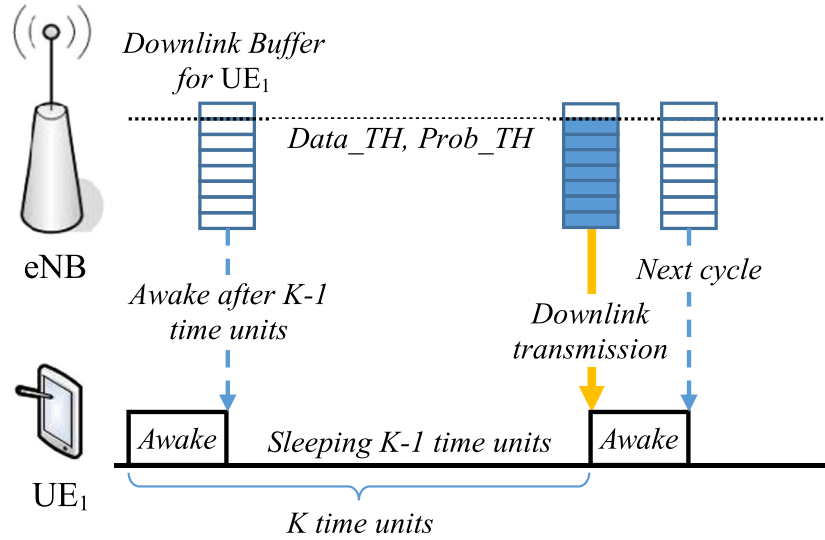 Downlink Buffer
for UE₁
Data_TH, Prob_TH
eNB
Awake after K-1
time units
Next cycle
Downlink
transmission
Awake
Sleeping K-1 time units
Awake
UE₁
K time units